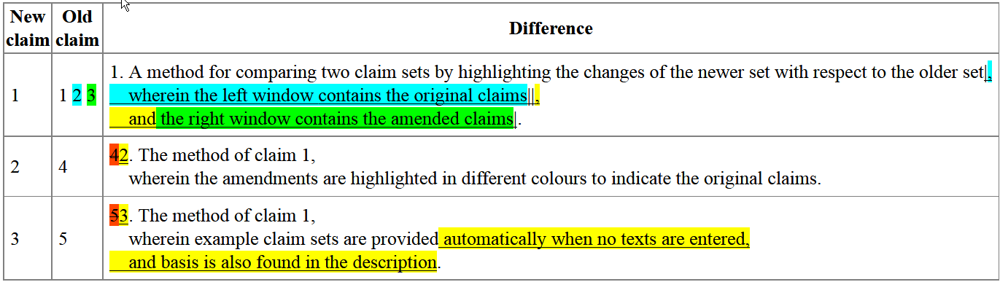 New claim Old claim Difference
1 1 2 3 1. A method for comparing two claim sets by highlighting the changes of the newer set with respect to the older set|,
wherein the left window contains the original claims||,
and the right window contains the amended claims|.
2 4 42. The method of claim 1,
wherein the amendments are highlighted in different colours to indicate the original claims.
3 5 53. The method of claim 1,
wherein example claim sets are provided automatically when no texts are entered,
and basis is also found in the description.